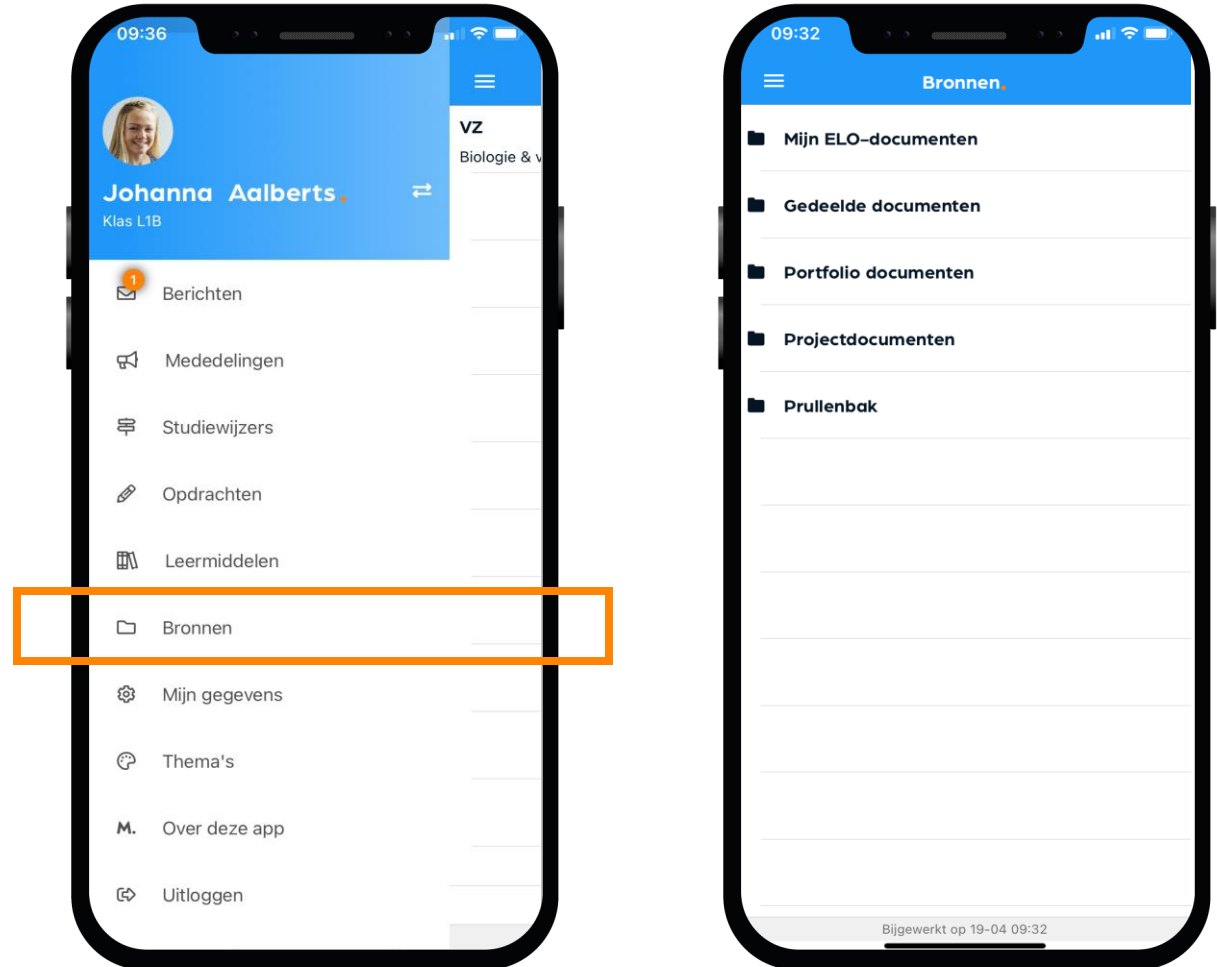 09:36
Johanna Aalberts.
Klas L1B
1
Berichten
Mededelingen
Studiewijzers
Opdrachten
Leermiddelen
Bronnen
Mijn gegevens
Thema's
M. Over deze app
Uitloggen
VZ
Biologie & v
09:32
Bronnen.
Mijn ELO-documenten
Gedeelde documenten
Portfolio documenten
Projectdocumenten
Prullenbak
Bijgewerkt op 19-04 09:32